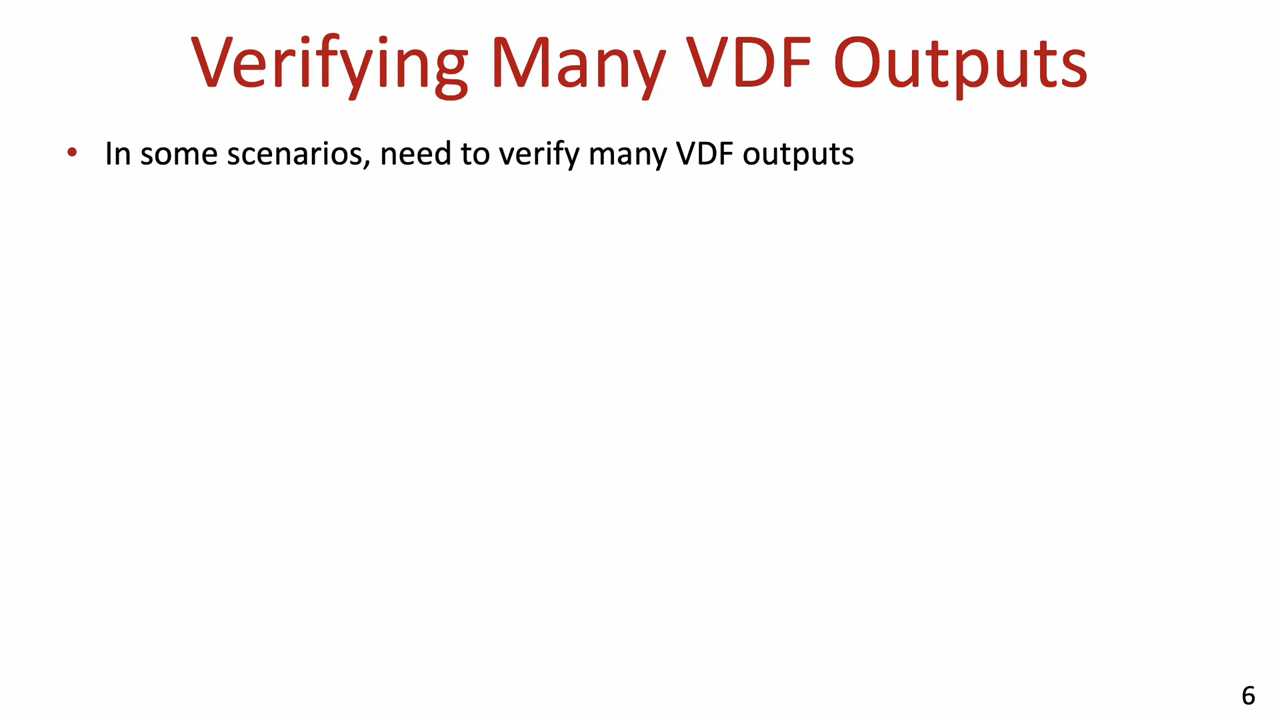 Verifying Many VDF Outputs
• In some scenarios, need to verify many VDF outputs
6